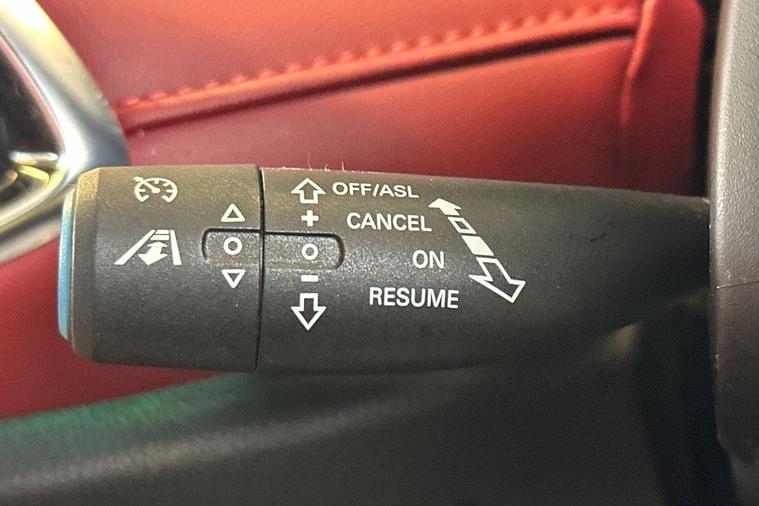 OFF/ASL
+
CANCEL
ON
-
RESUME